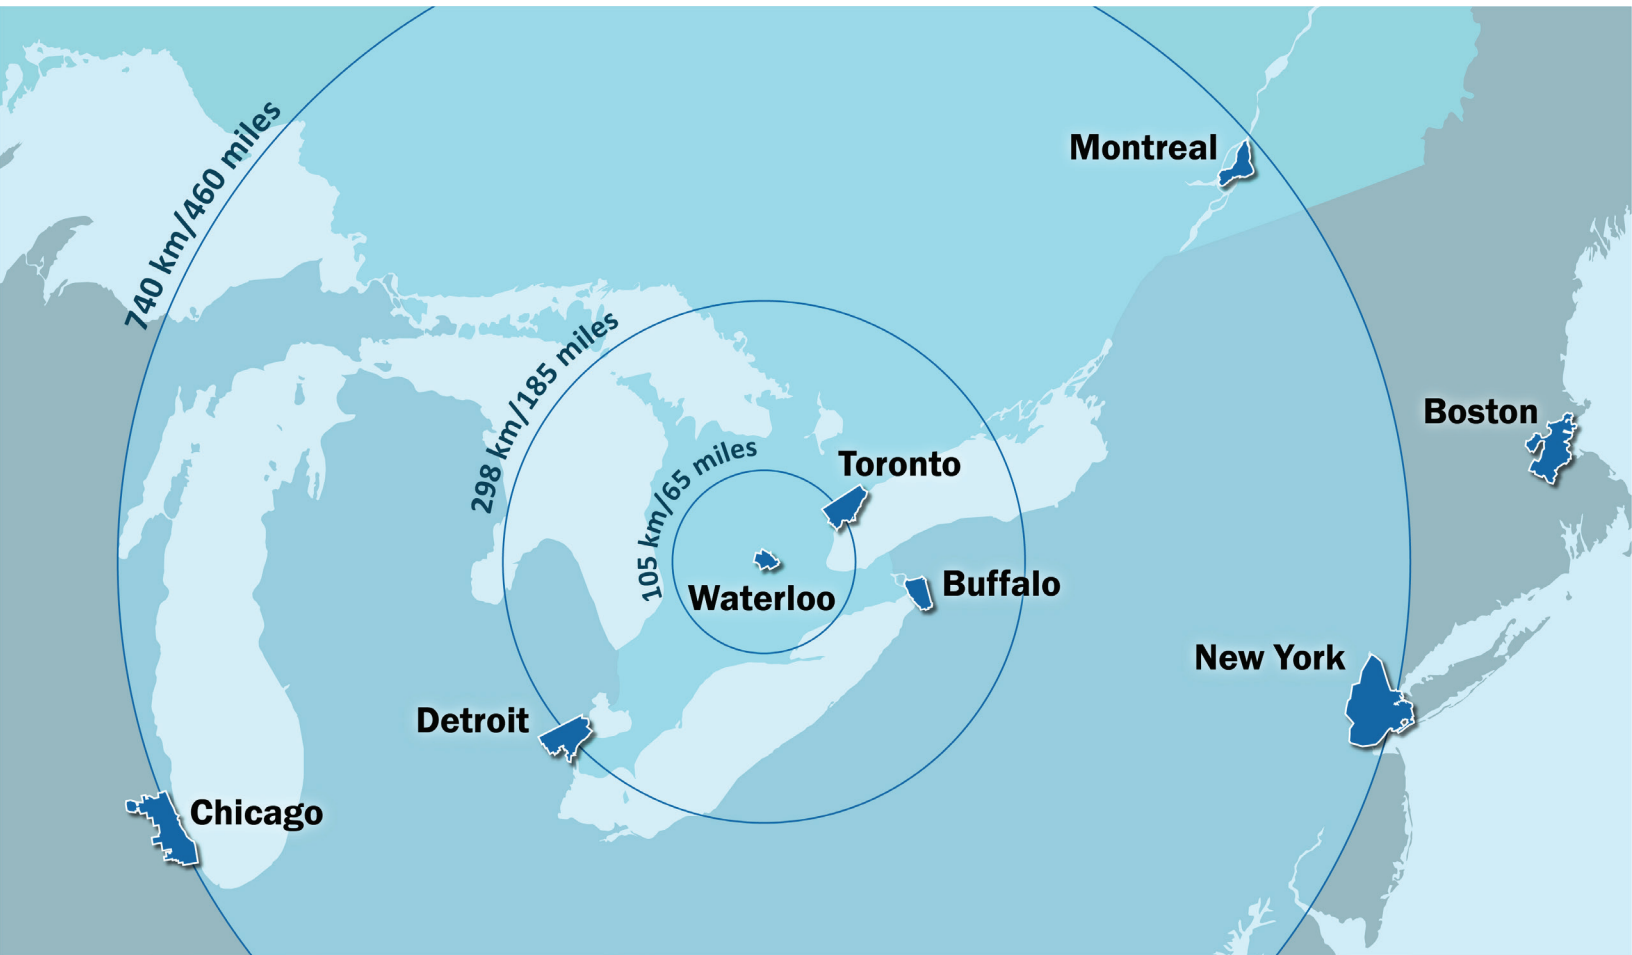 740 km/460 miles
Montreal
298 km/185 miles
Boston
105 km/65 miles
Toronto
Buffalo
Waterloo
New York
Detroit
Chicago